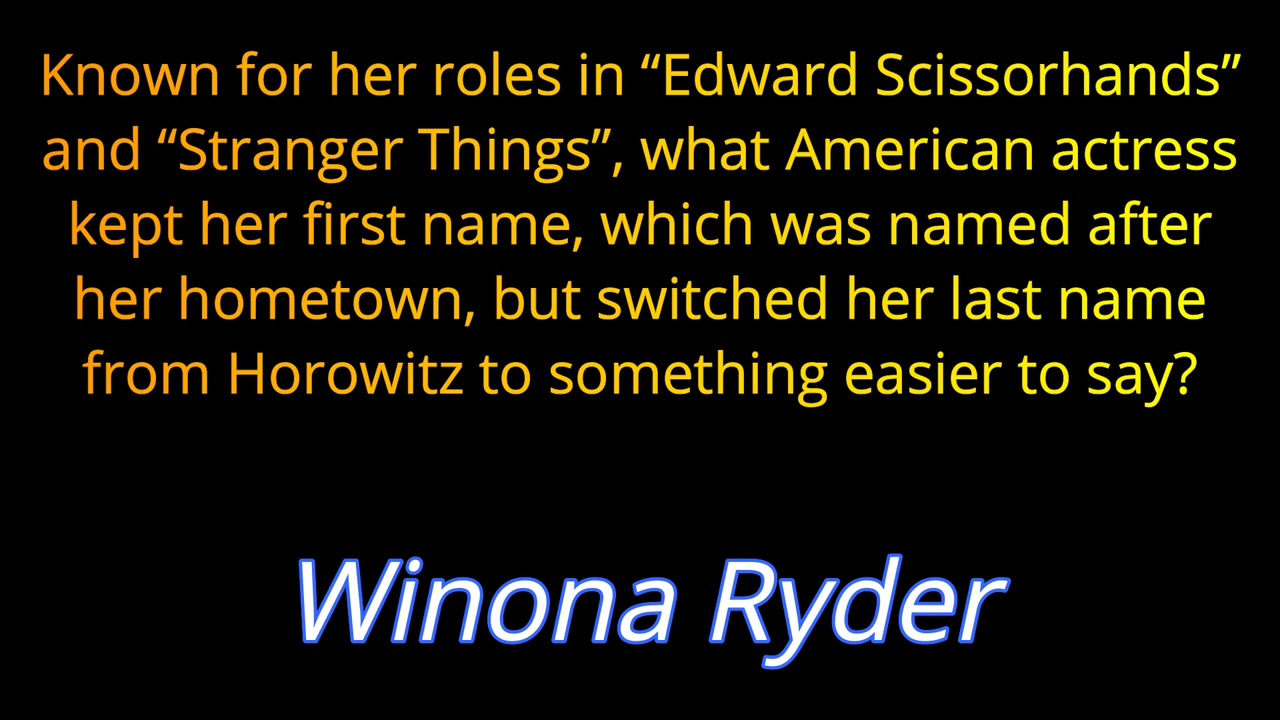 Known for her roles in “Edward Scissorhands”
and “Stranger Things”, what American actress
kept her first name, which was named after
her hometown, but switched her last name
from Horowitz to something easier to say?
Winona Ryder